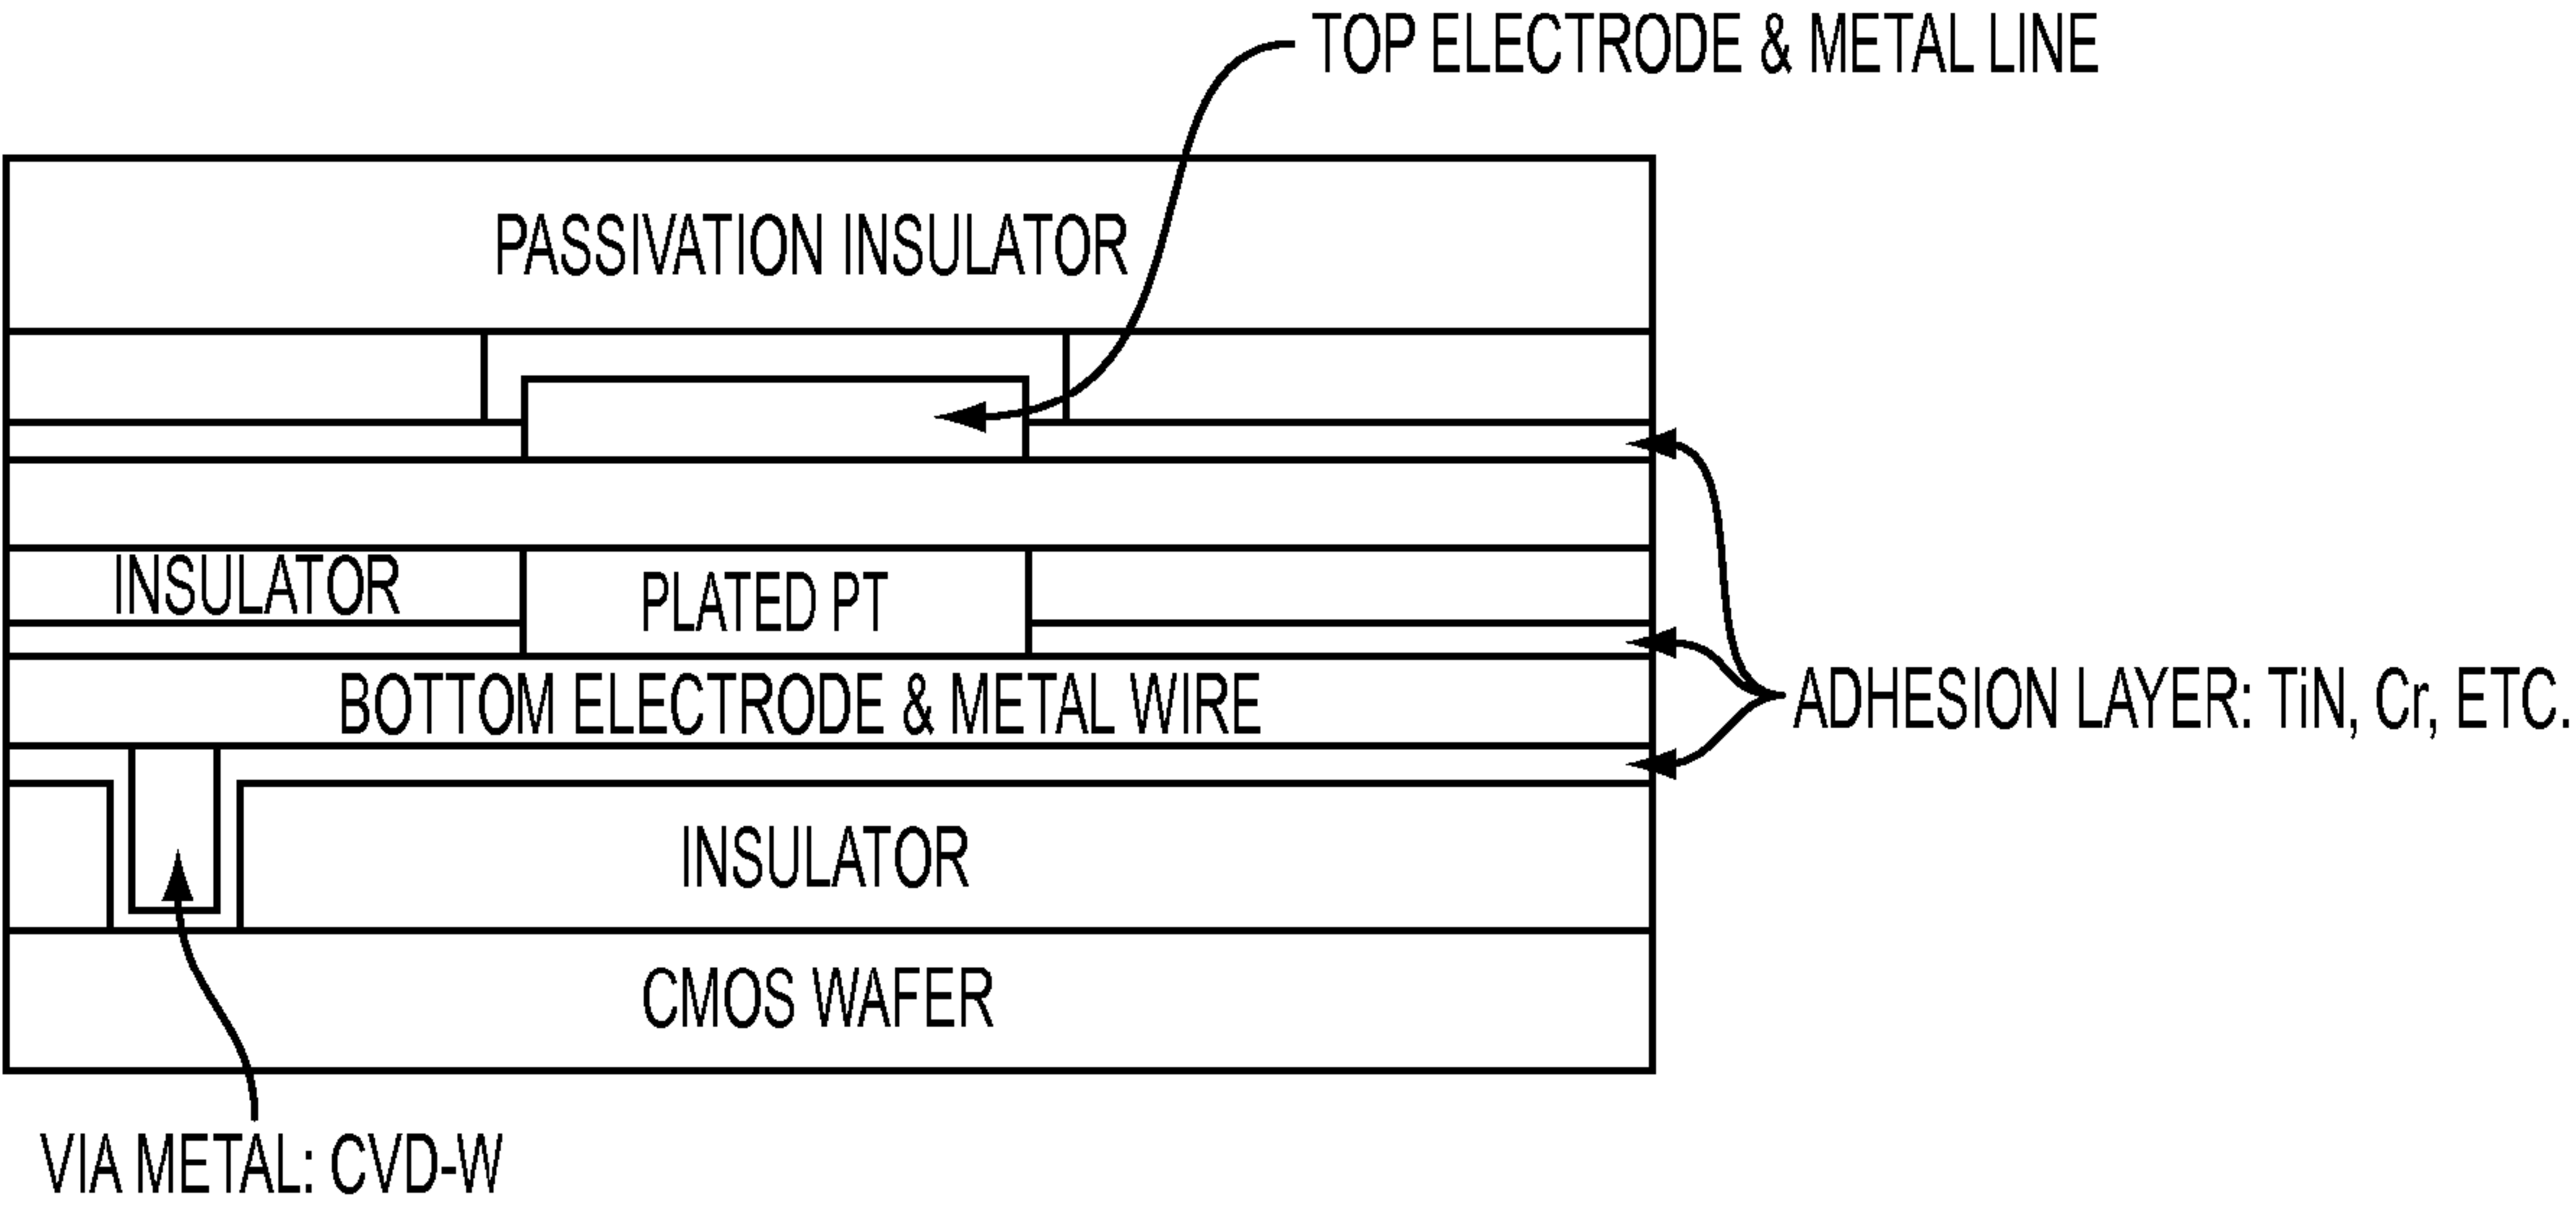 TOP ELECTRODE & METAL LINE
PASSIVATION INSULATOR
INSULATOR
PLATED PT
BOTTOM ELECTRODE & METAL WIRE
ADHESION LAYER: TiN, Cr, ETC.
INSULATOR
CMOS WAFER
VIA METAL: CVD-W